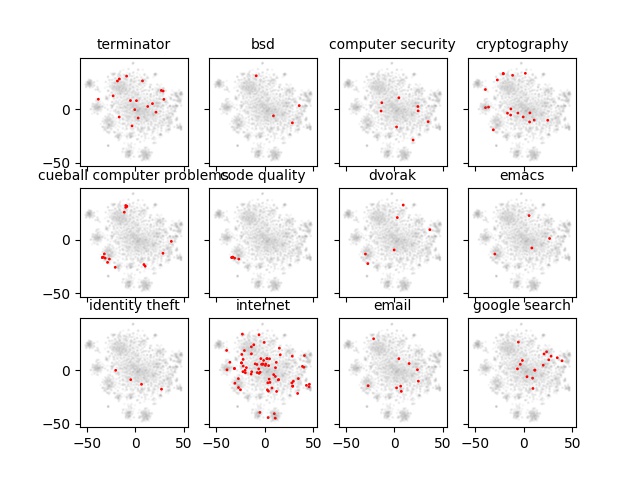 terminator bsd computer security cryptography
0
−50
cueball computer problems code quality dvorak emacs
0
−50
identity theft internet email google search
0
−50
−50 0 50 −50 0 50 −50 0 50 −50 0 50